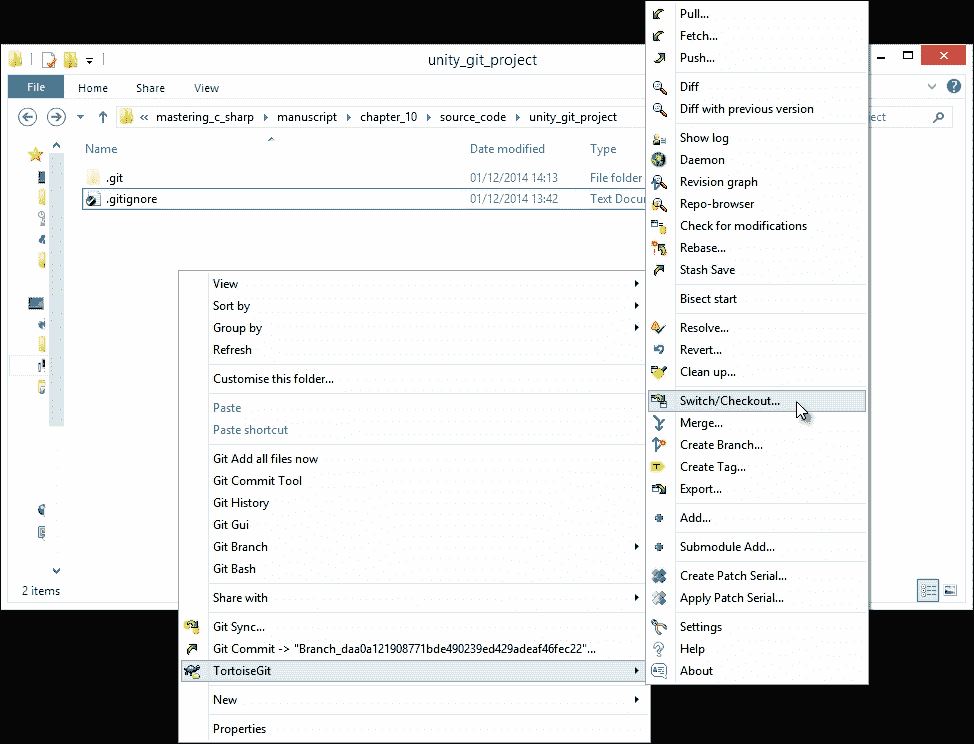 unity_git_project
File Home Share View
« mastering_c_sharp manuscript chapter_10 source_code unity_git_project
Name Date modified Type
.git 01/12/2014 14:13 File folder
.gitignore 01/12/2014 13:42
2 items
View
Sort by
Group by
Refresh
Customise this folder...
Paste
Paste shortcut
Git Add all files now
Git Commit Tool
Git History
Git Gui
Git Branch
Git Bash
Share with
Git Sync...
Git Commit -> "Branch_daa0a121908771bde490239ed429adeaf46fec22"...
TortoiseGit
New
Properties
Pull...
Fetch...
Push...
Diff
Diff with previous version
Show log
Daemon
Revision graph
Repo-browser
Check for modifications
Rebase...
Stash Save
Bisect start
Resolve...
Revert...
Clean up...
Switch/Checkout...
Merge...
Create Branch...
Create Tag...
Export...
Add...
Submodule Add...
Create Patch Serial...
Apply Patch Serial...
Settings
Help
About